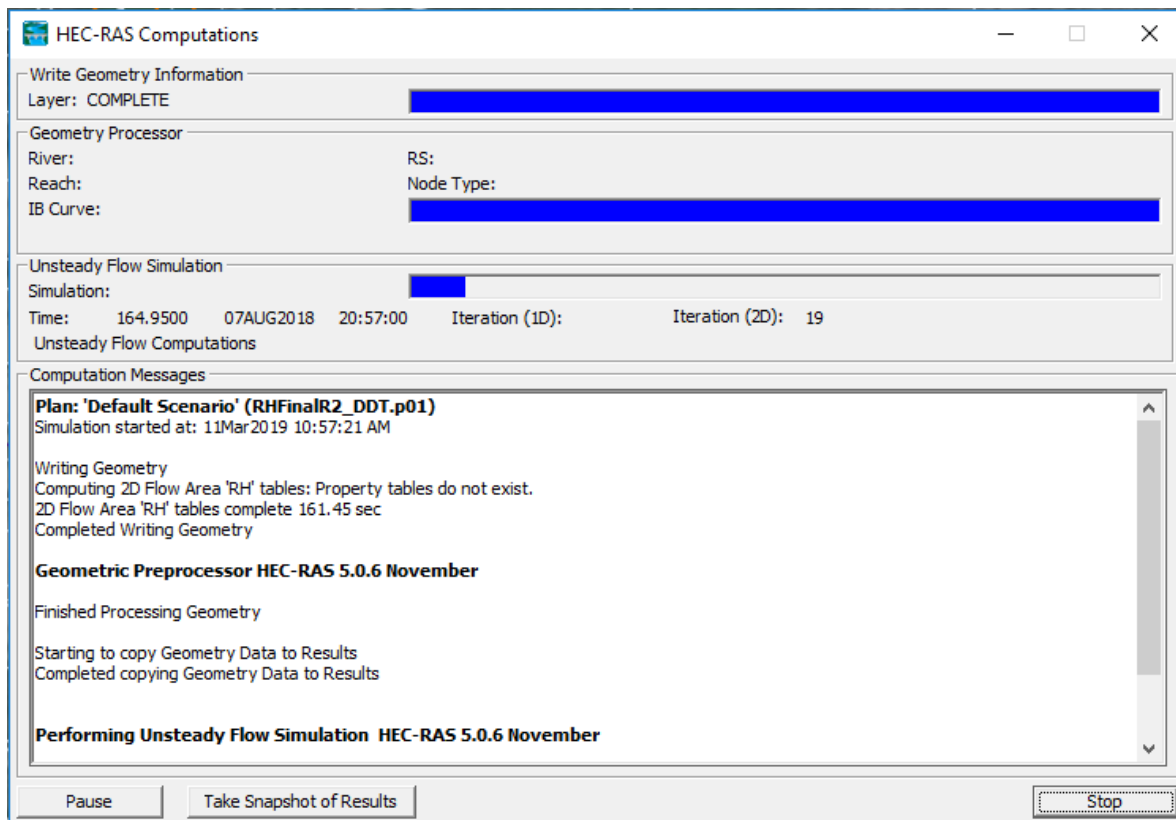 HEC-RAS Computations
Write Geometry Information
Layer: COMPLETE
Geometry Processor
River: RS:
Reach: Node Type:
IB Curve:
Unsteady Flow Simulation
Simulation:
Time: 164.9500 07AUG2018 20:57:00 Iteration (1D): Iteration (2D): 19
Unsteady Flow Computations
Computation Messages
Plan: 'Default Scenario' (RHFinalR2_DDT.p01)
Simulation started at: 11Mar2019 10:57:21 AM
Writing Geometry
Computing 2D Flow Area 'RH' tables: Property tables do not exist.
2D Flow Area 'RH' tables complete 161.45 sec
Completed Writing Geometry
Geometric Preprocessor HEC-RAS 5.0.6 November
Finished Processing Geometry
Starting to copy Geometry Data to Results
Completed copying Geometry Data to Results
Performing Unsteady Flow Simulation HEC-RAS 5.0.6 November
Pause Take Snapshot of Results Stop